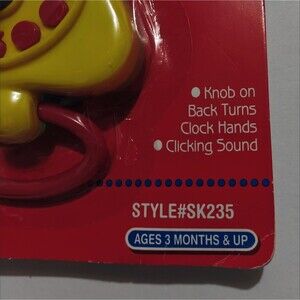 Knob on
Back Turns
Clock Hands
Clicking Sound
STYLE#SK235
AGES 3 MONTHS & UP